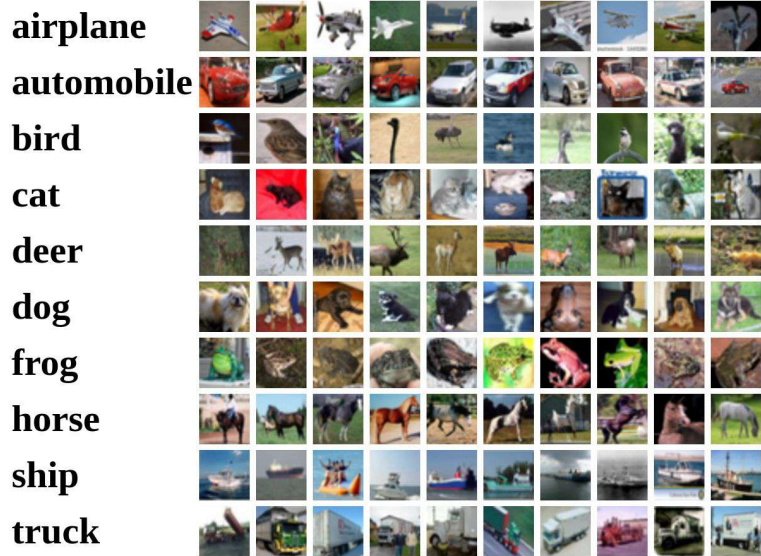 airplane
automobile
bird
cat
deer
dog
frog
horse
ship
truck